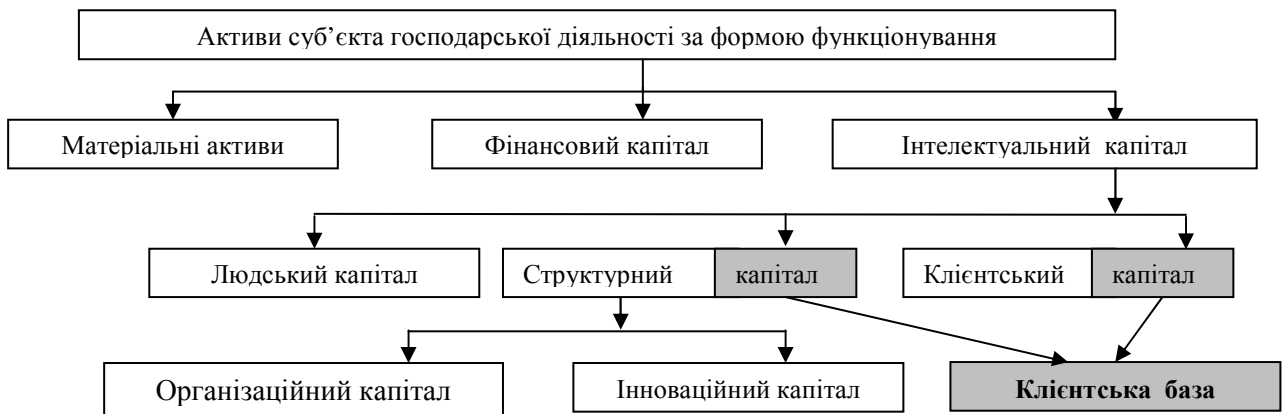 Активи суб’єкта господарської діяльності за формою функціонування
Матеріальні активи
Фінансовий капітал
Інтелектуальний капітал
Людський капітал
Структурний капітал
Клієнтський капітал
Організаційний капітал
Інноваційний капітал
Клієнтська база